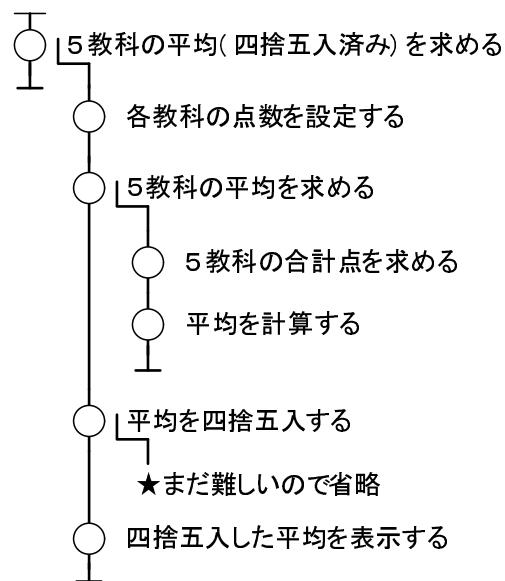 ５教科の平均(四捨五入済み)を求める
各教科の点数を設定する
５教科の平均を求める
５教科の合計点を求める
平均を計算する
平均を四捨五入する
★まだ難しいので省略
四捨五入した平均を表示する